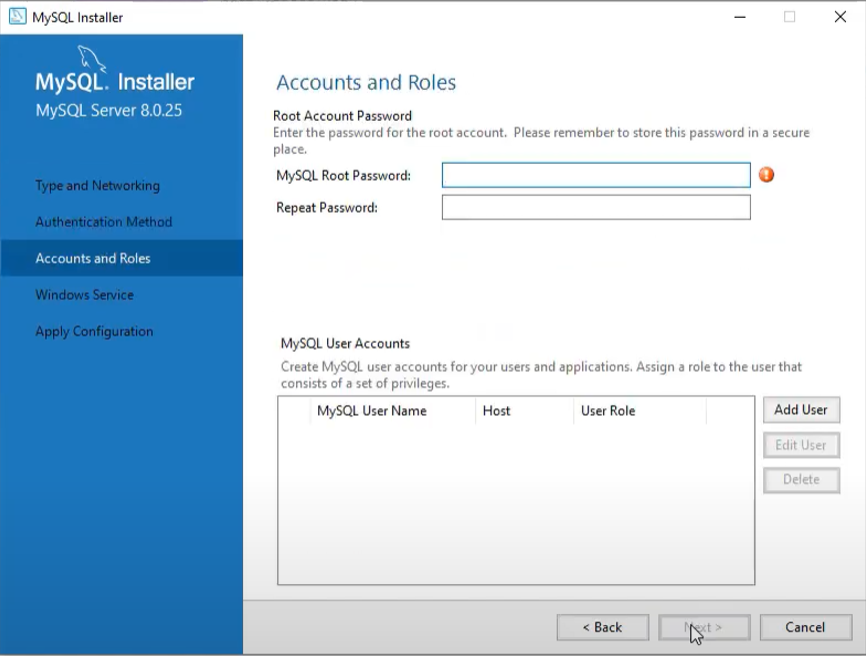 MySQL Installer
MySQL. Installer
MySQL Server 8.0.25
Type and Networking
Authentication Method
Accounts and Roles
Windows Service
Apply Configuration
Accounts and Roles
Root Account Password
Enter the password for the root account. Please remember to store this password in a secure
place.
MySQL Root Password:
Repeat Password:
MySQL User Accounts
Create MySQL user accounts for your users and applications. Assign a role to the user that
consists of a set of privileges.
MySQL User Name Host User Role
Add User
Edit User
Delete
< Back Next > Cancel